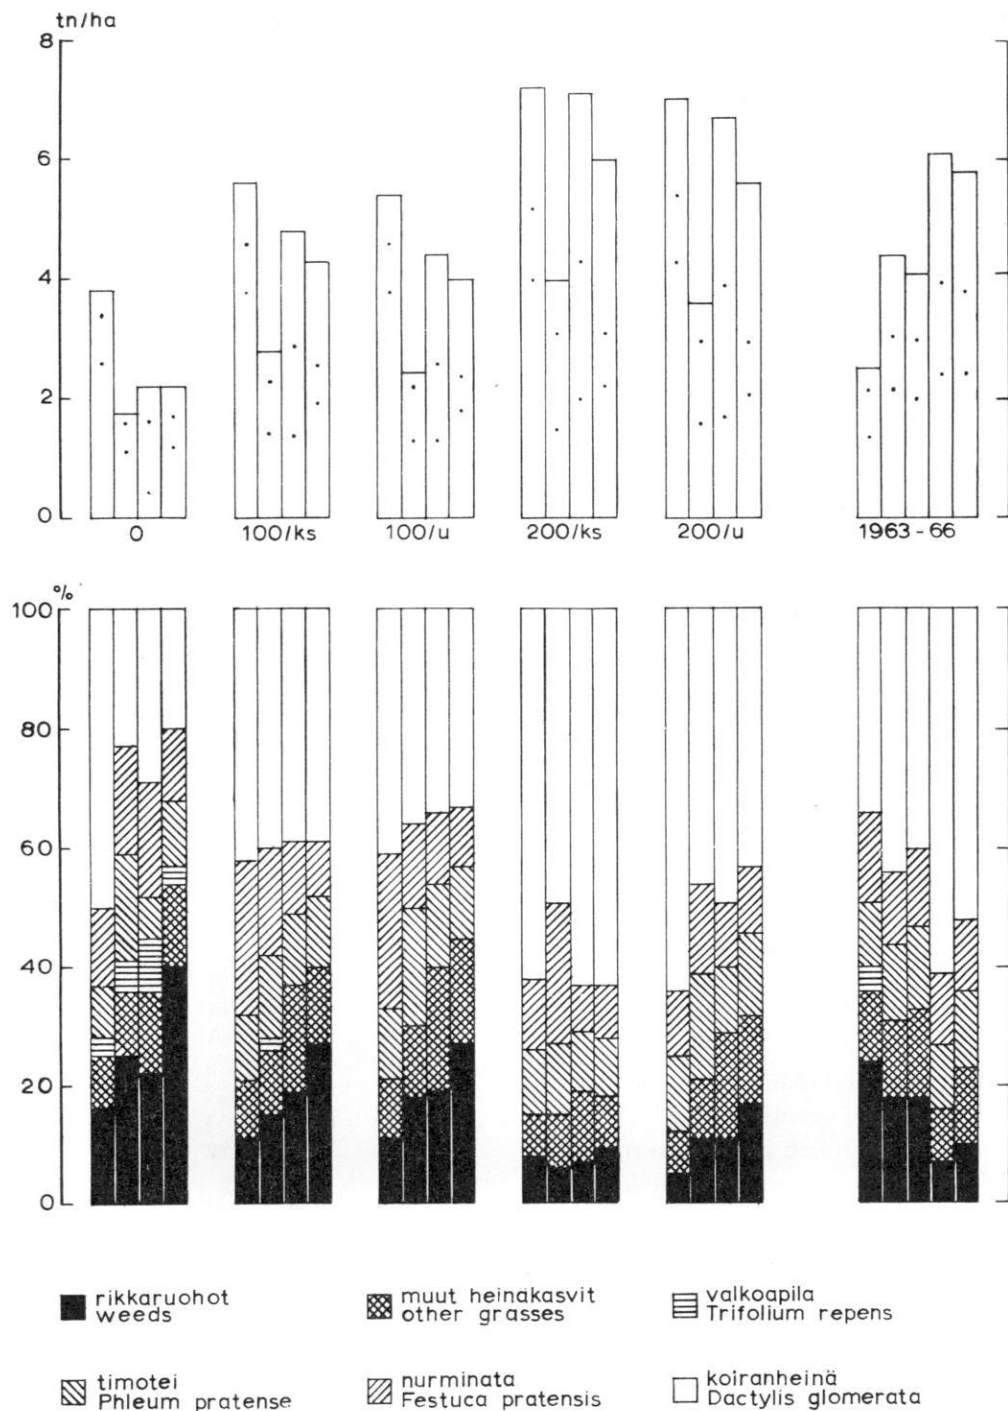 tn/ha
8
6
4
2
0
0 100/ks 100/u 200/ks 200/u 1963-66
%
100
80
60
40
20
0
rikkaruohot
weeds
muut heinäkasvit
other grasses
valkoapila
Trifolium repens
timotei
Phleum pratense
nurminata
Festuca pratensis
koiranheinä
Dactylis glomerata